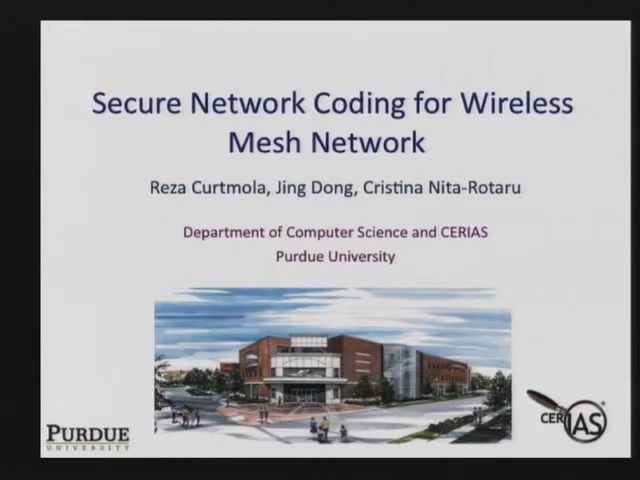 Secure Network Coding for Wireless
Mesh Network
Reza Curtmola, Jing Dong, Cristina Nita-Rotaru
Department of Computer Science and CERIAS
Purdue University
PURDUE
UNIVERSITY
CERIAS